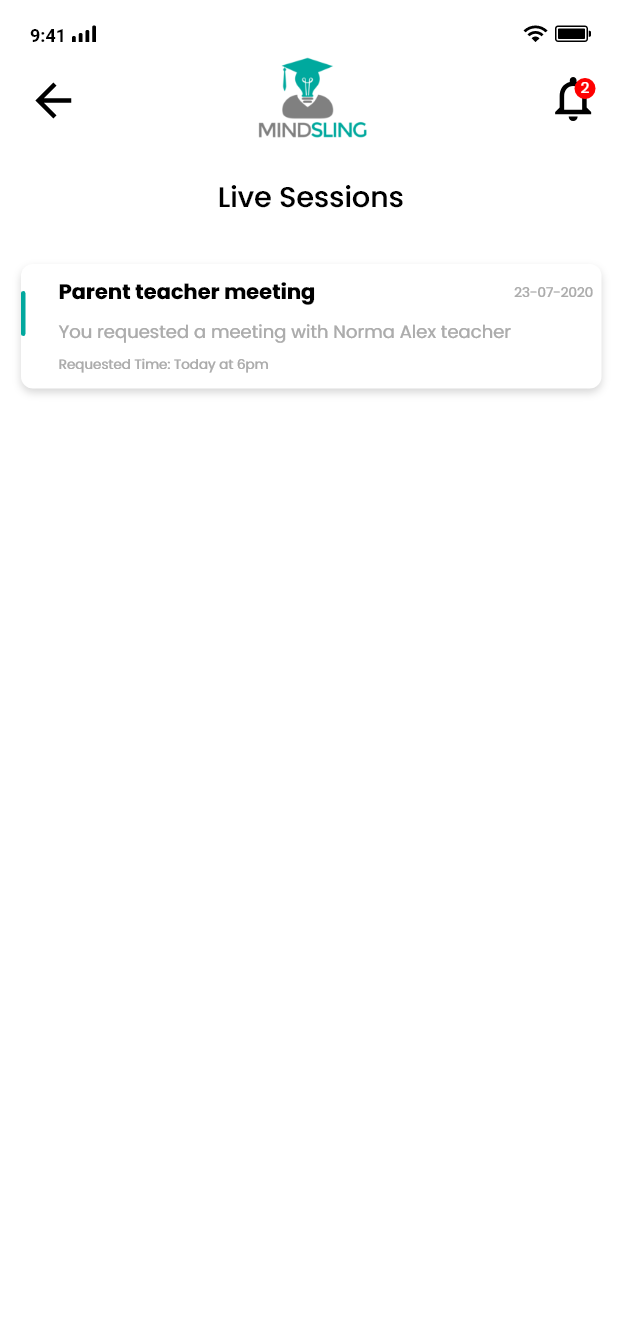 9:41
2
MINDSLING
Live Sessions
Parent teacher meeting 23-07-2020
You requested a meeting with Norma Alex teacher
Requested Time: Today at 6pm